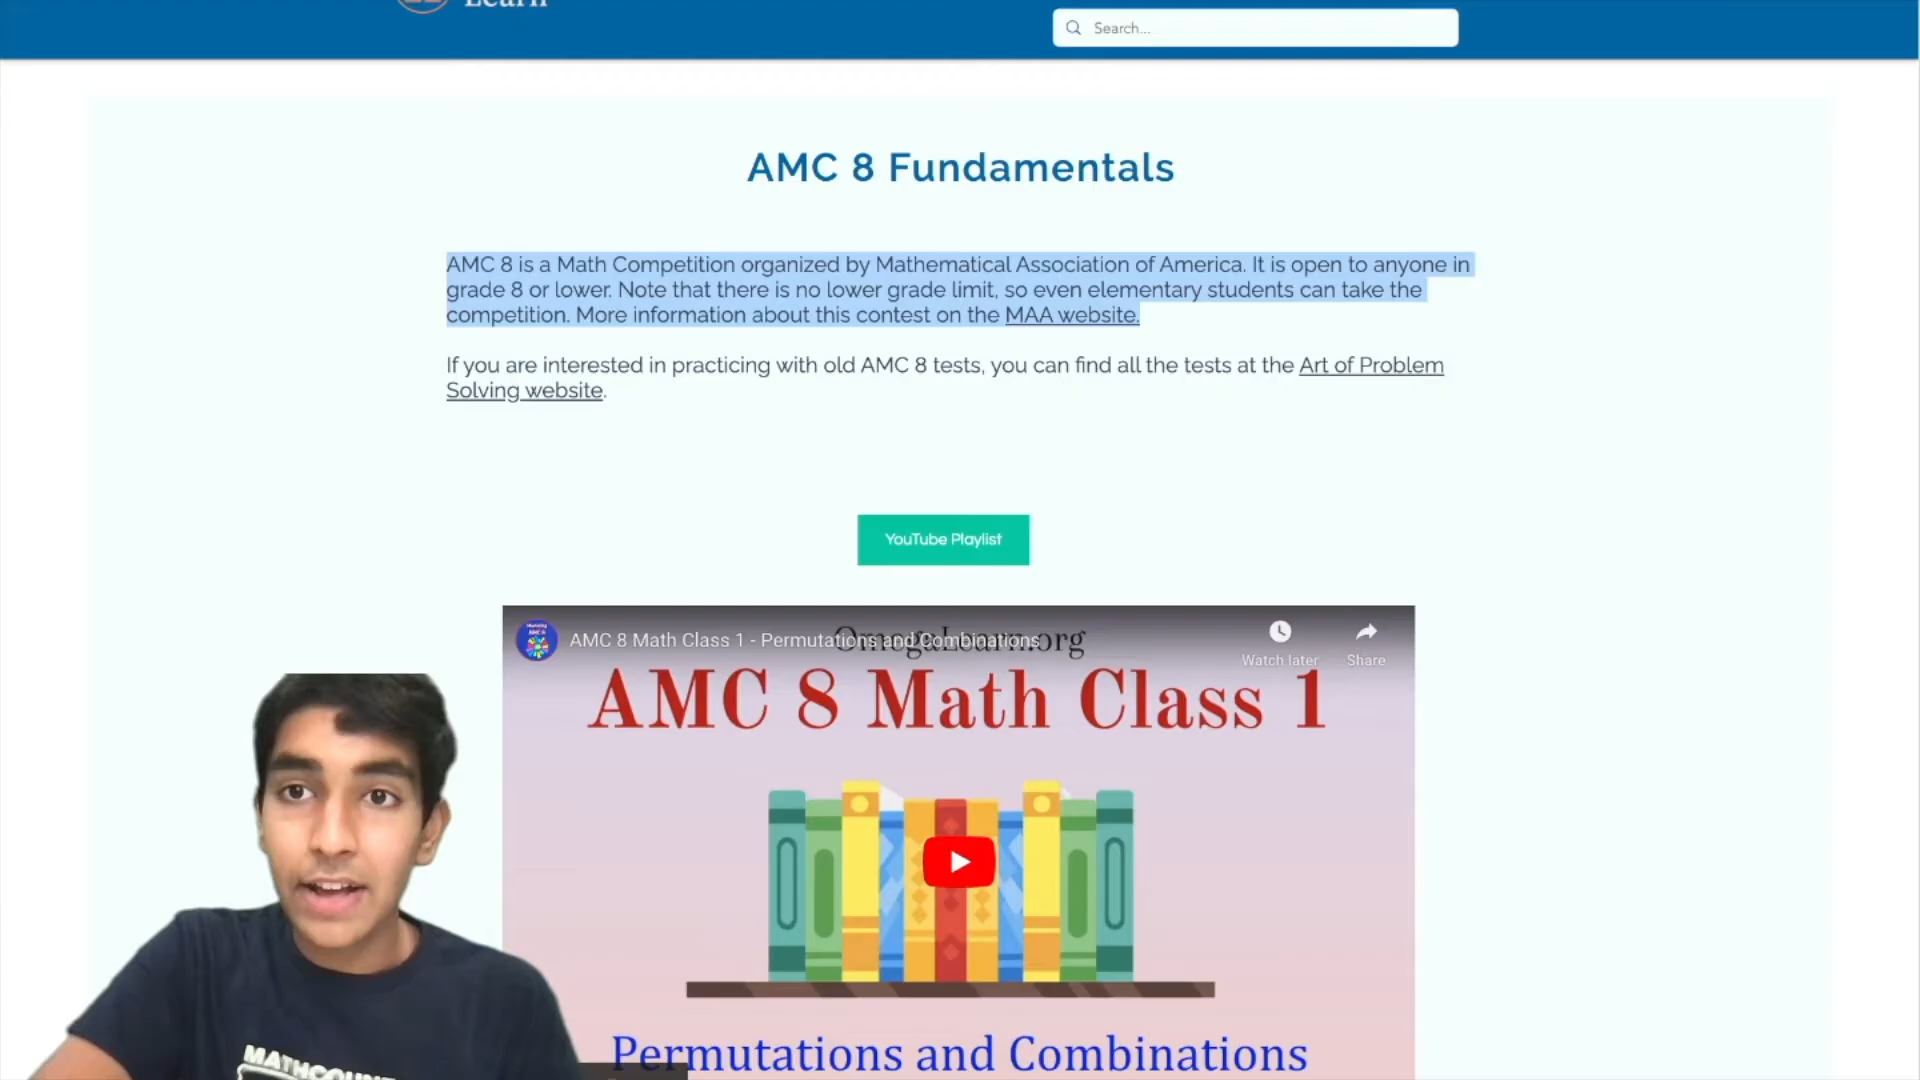 Learn
Search...
AMC 8 Fundamentals
AMC 8 is a Math Competition organized by Mathematical Association of America. It is open to anyone in
grade 8 or lower. Note that there is no lower grade limit, so even elementary students can take the
competition. More information about this contest on the MAA website.
If you are interested in practicing with old AMC 8 tests, you can find all the tests at the Art of Problem
Solving website.
YouTube Playlist
AMC 8 Math Class 1 - Permutations and Combinations
OmegaLearn.org
Watch later
Share
AMC 8 Math Class 1
Permutations and Combinations